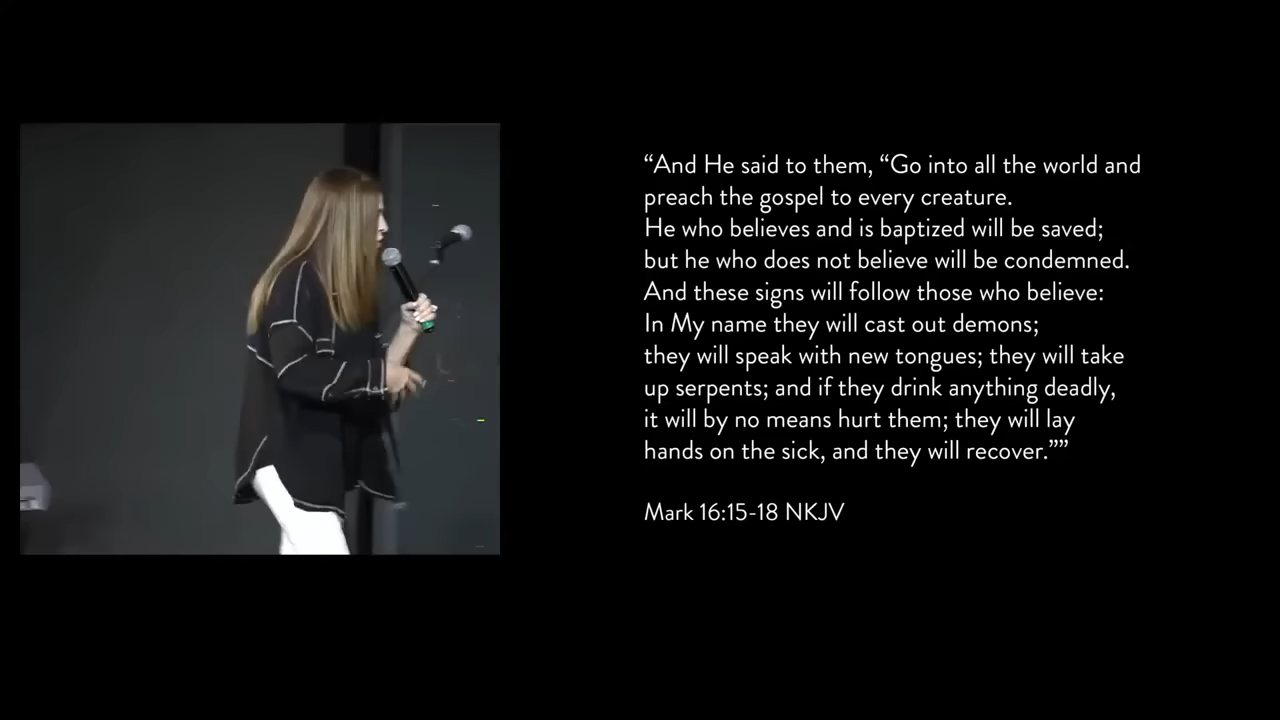 “And He said to them, “Go into all the world and
preach the gospel to every creature.
He who believes and is baptized will be saved;
but he who does not believe will be condemned.
And these signs will follow those who believe:
In My name they will cast out demons;
they will speak with new tongues; they will take
up serpents; and if they drink anything deadly,
it will by no means hurt them; they will lay
hands on the sick, and they will recover.””
Mark 16:15-18 NKJV